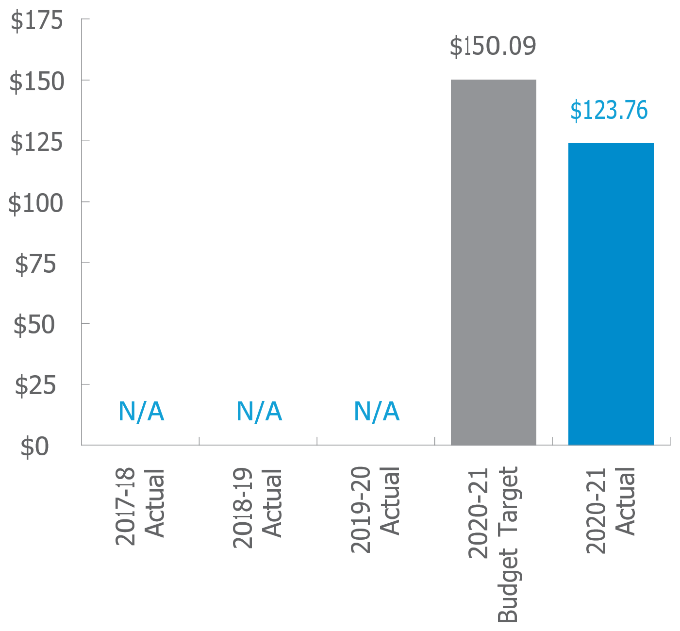 $175
$150
$125
$100
$75
$50
$25
$0
$150.09
$123.76
N/A
N/A
N/A
2017-18
Actual
2018-19
Actual
2019-20
Actual
2020-21
Budget Target
2020-21
Actual